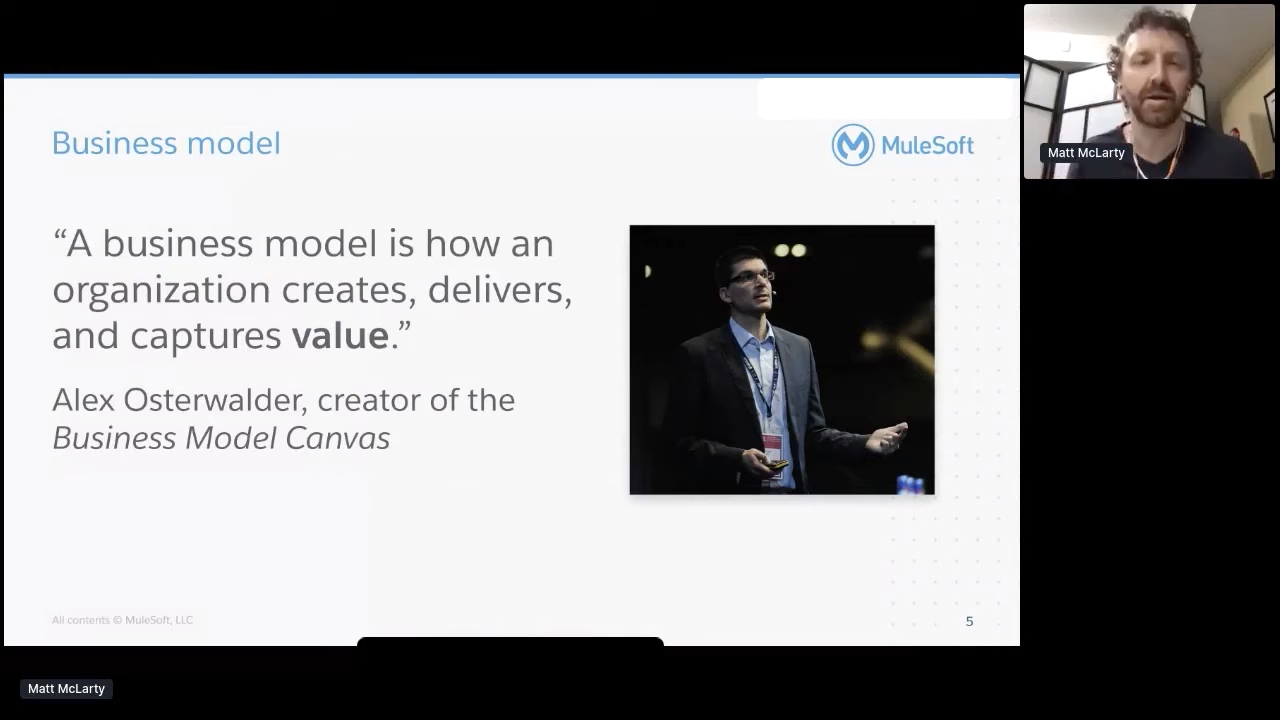 Business model
MuleSoft
“A business model is how an
organization creates, delivers,
and captures value.”
Alex Osterwalder, creator of the
Business Model Canvas
All contents © MuleSoft, LLC
5
Matt McLarty
Matt McLarty